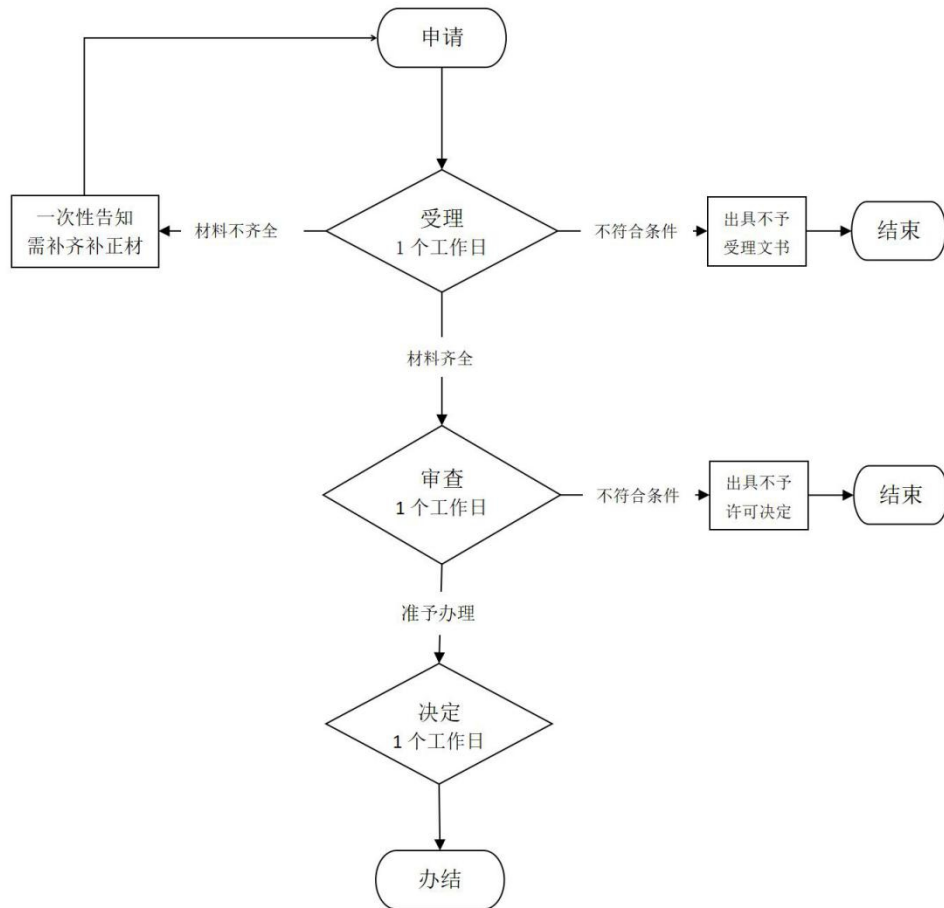 申请
一次性告知
需补齐补正材
材料不齐全
受理
1 个工作日
不符合条件
出具不予
受理文书
结束
材料齐全
审查
1 个工作日
不符合条件
出具不予
许可决定
结束
准予办理
决定
1 个工作日
办结